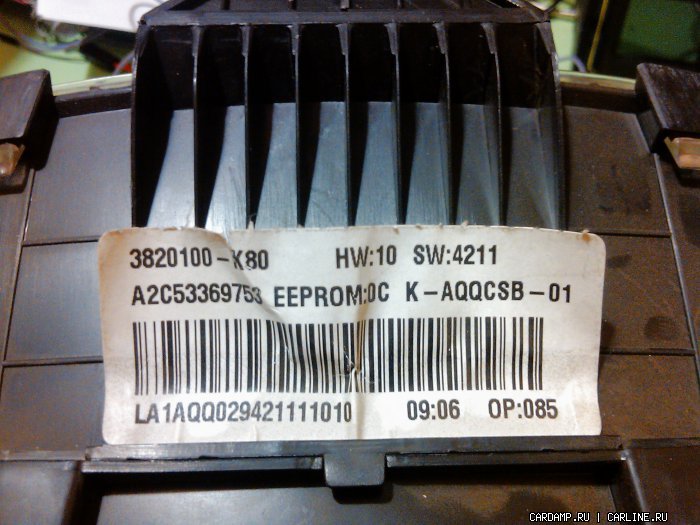 3820100-K80 HW:10 SW:4211
A2C53369753 EEPROM:0C K-AQQCSB-01
LA1AQQ029421111010 09:06 OP:085
CARDAMP.RU | CARLINE.RU